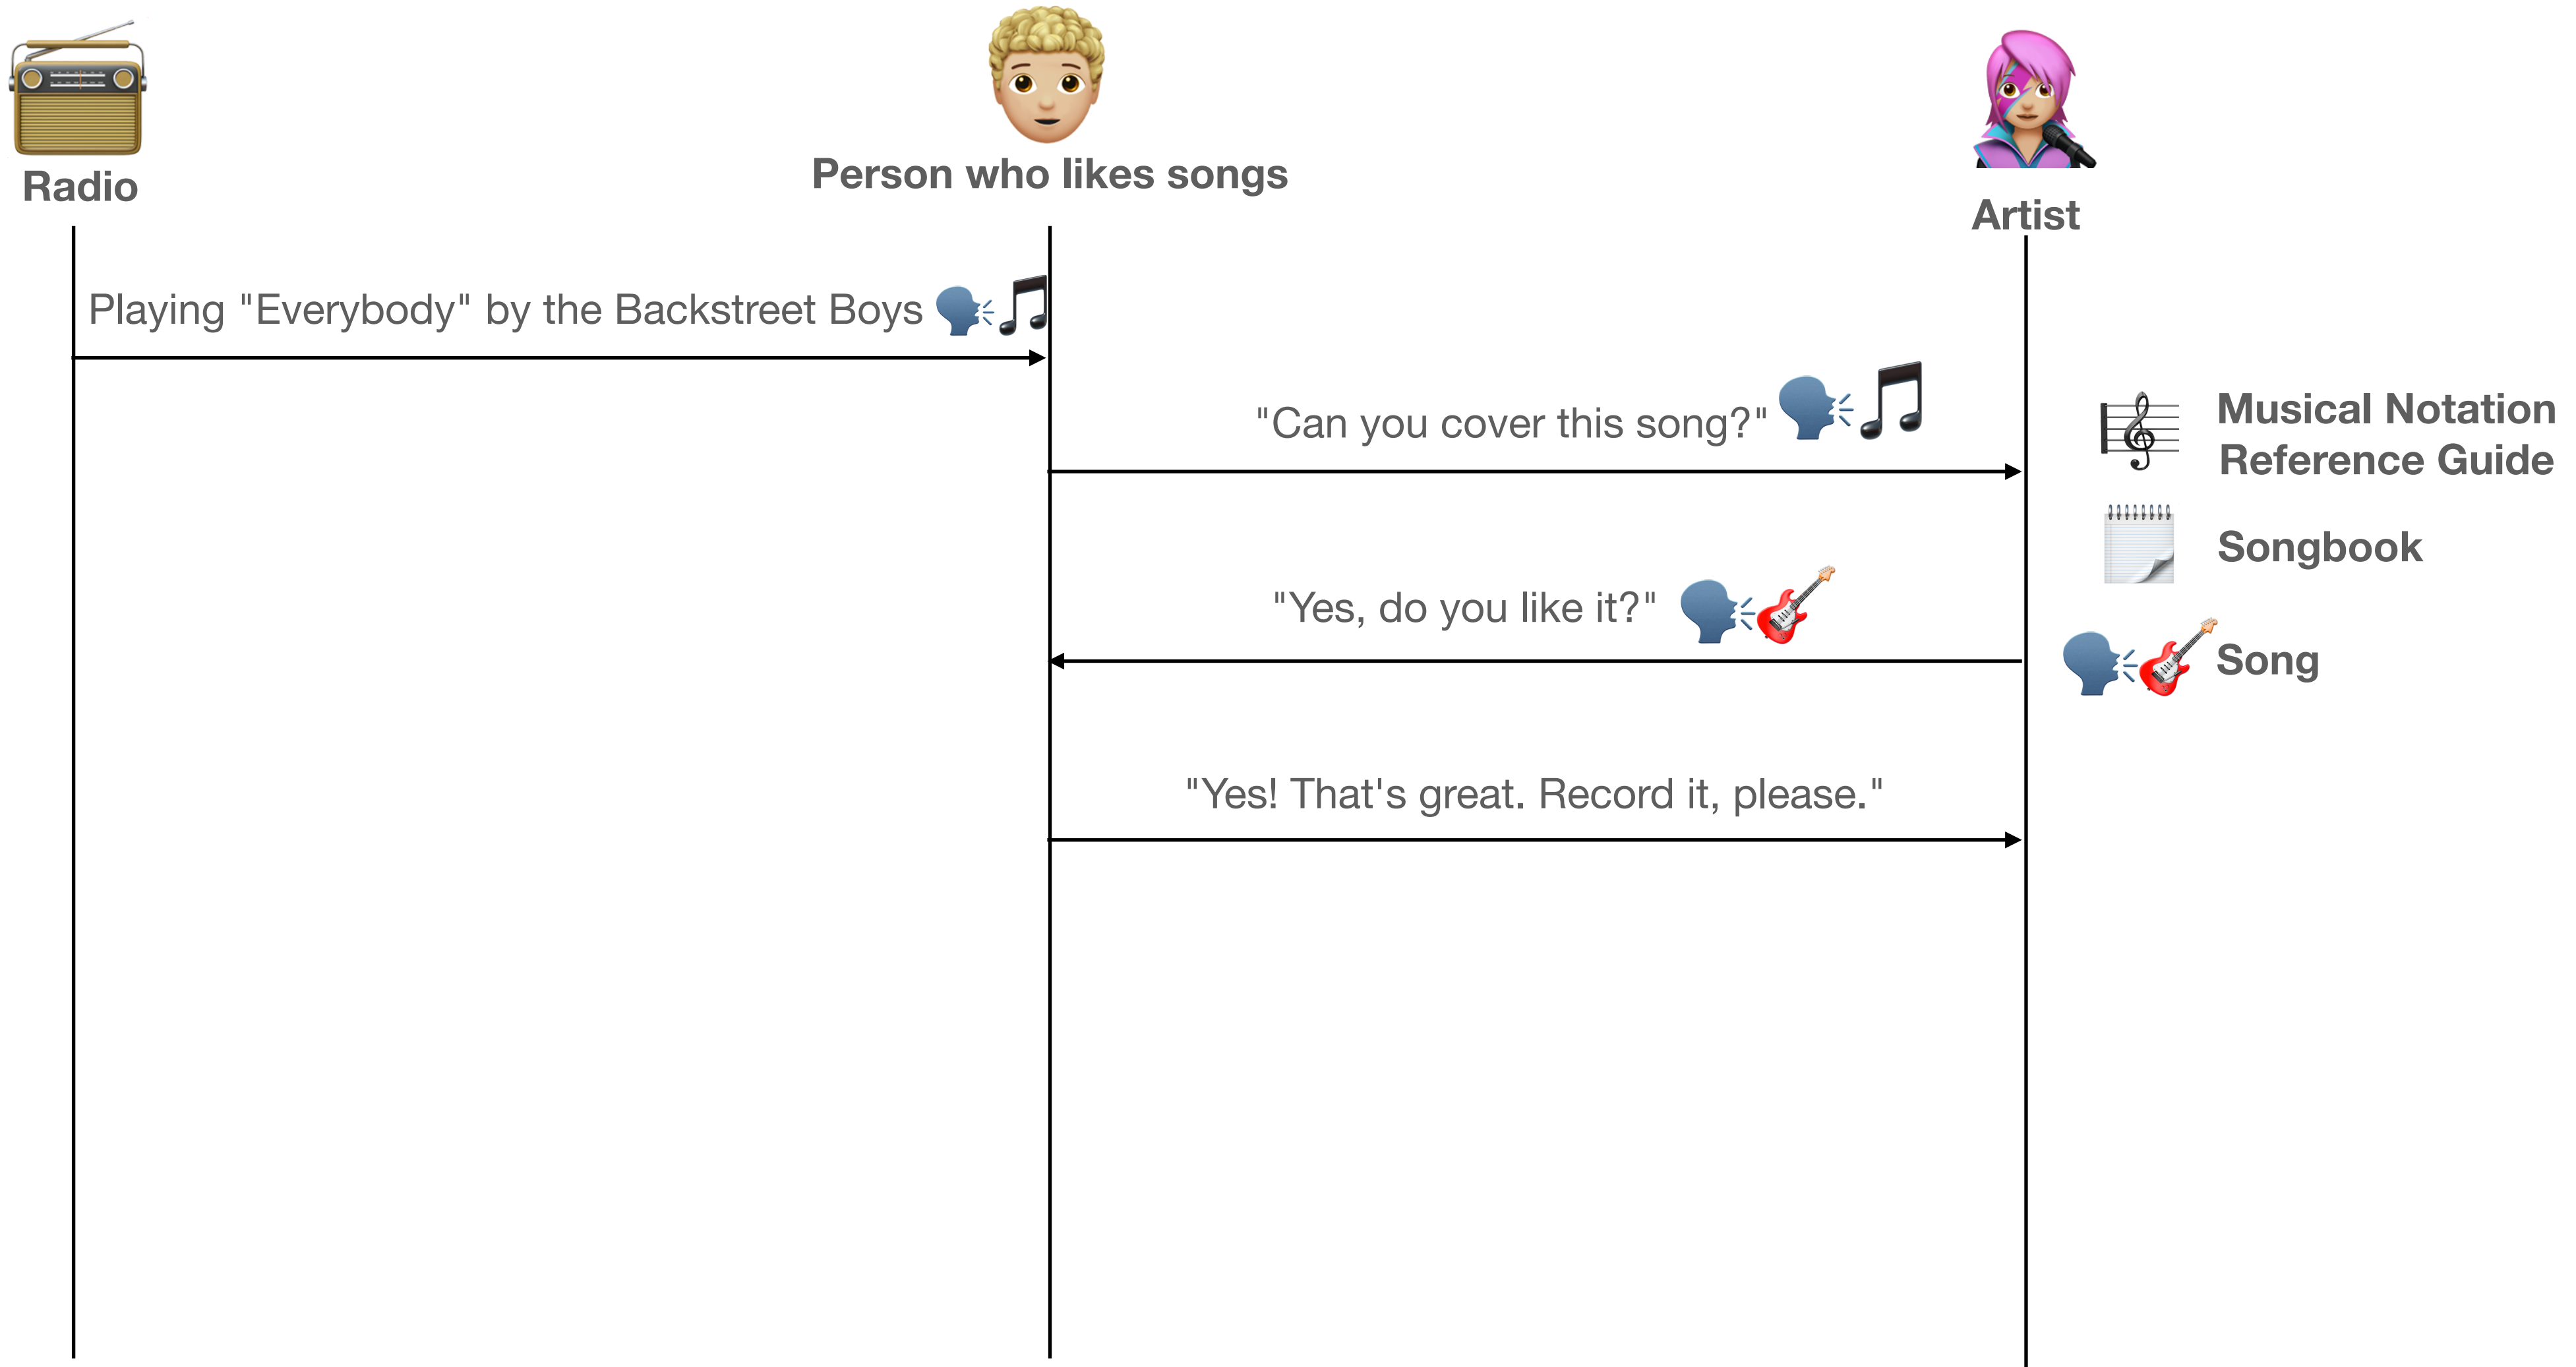 Radio
Person who likes songs
Artist
Playing "Everybody" by the Backstreet Boys
"Can you cover this song?"
Musical Notation
Reference Guide
Songbook
"Yes, do you like it?"
Song
"Yes! That's great. Record it, please."